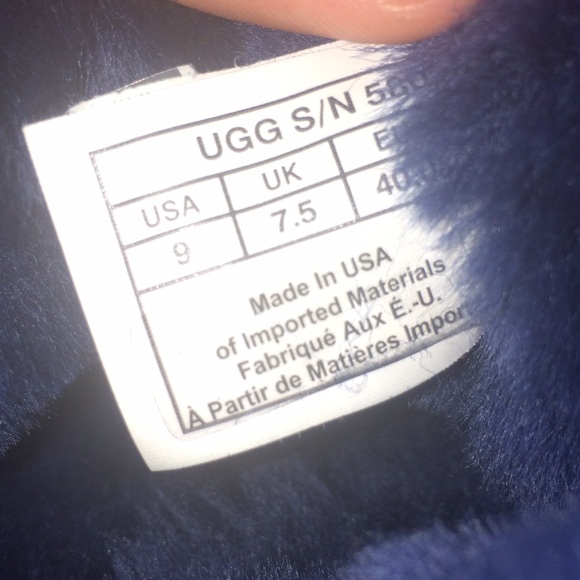 UGG S/N
USA UK
9 7.5
Made In USA
of Imported Materials
Fabriqué Aux É.-U.
À Partir de Matières